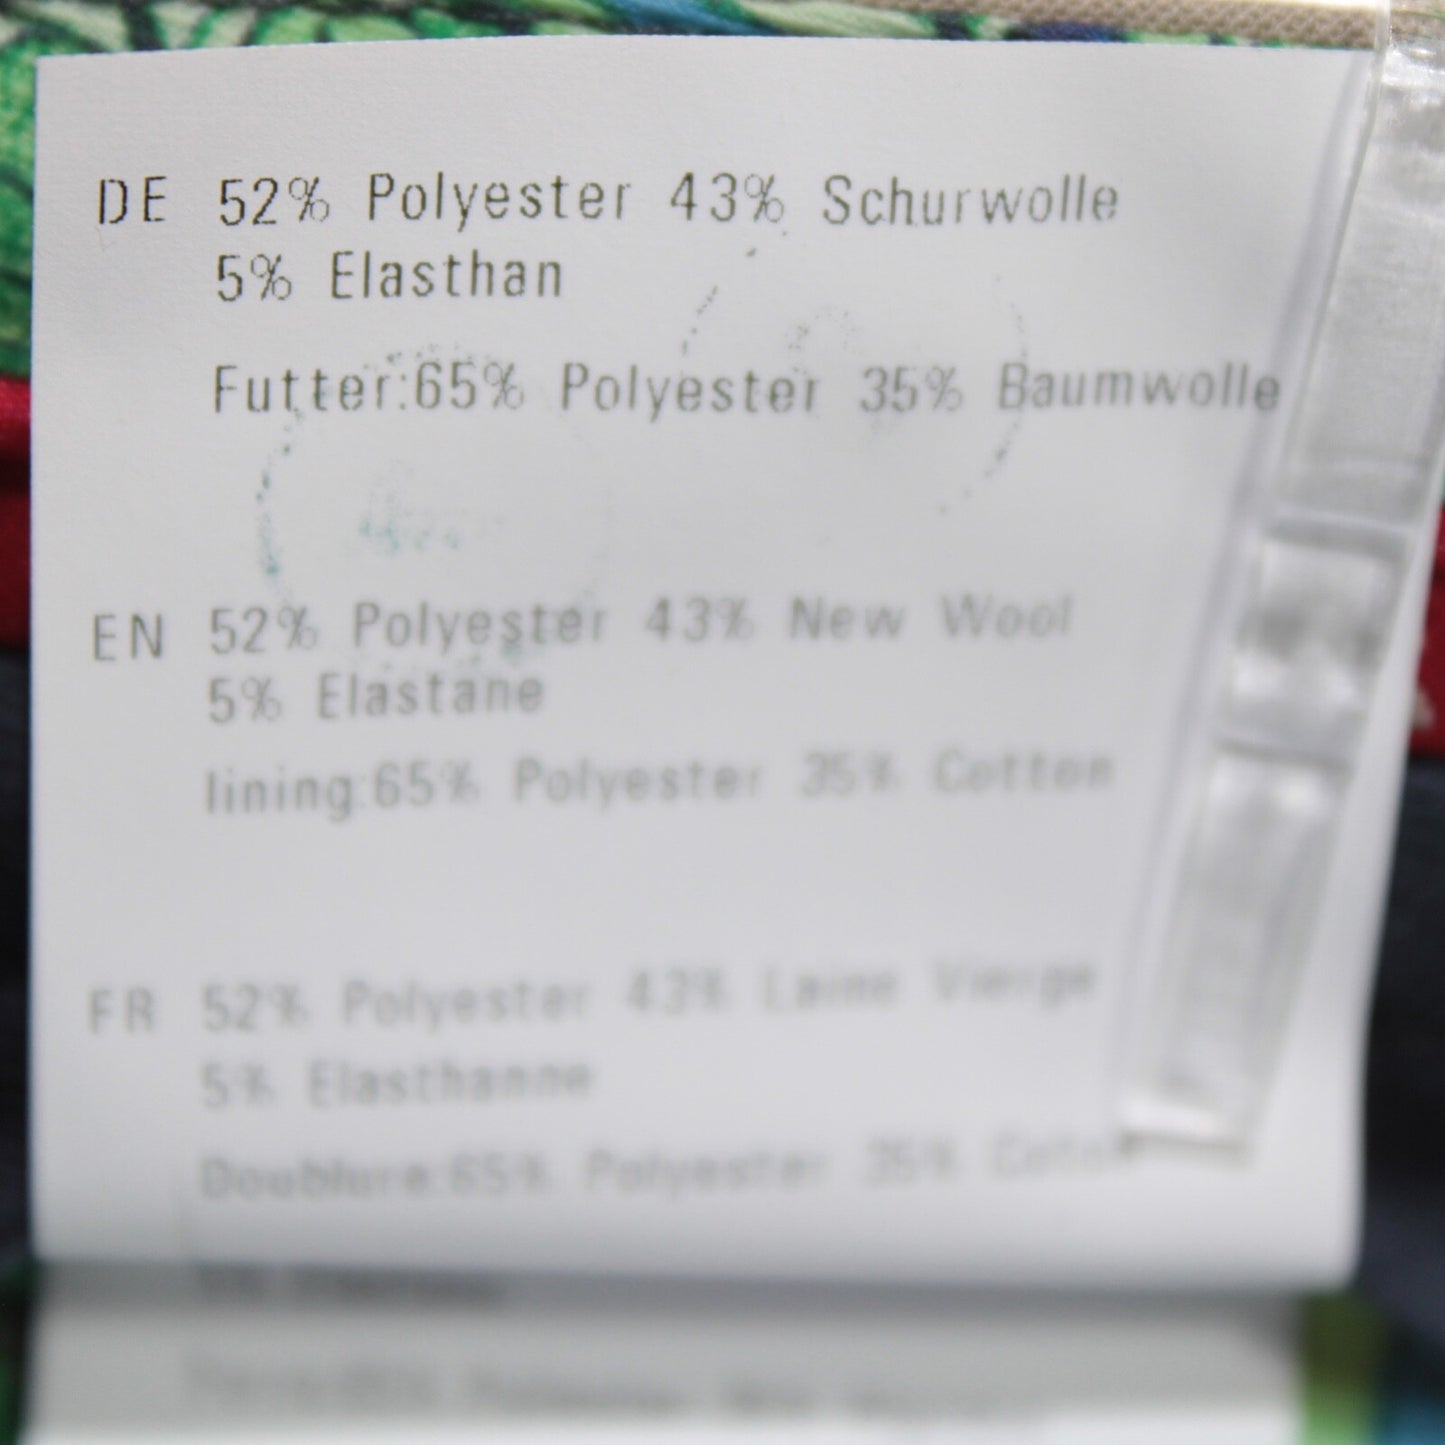 DE 52% Polyester 43% Schurwolle
5% Elasthan
Futter:65% Polyester 35% Baumwolle
EN 52% Polyester 43% New Wool
5% Elastane
lining:65% Polyester 35% Cotton
FR 52% Polyester 43% Laine Vierge
5% Elasthanne
Doublure:65% Polyester 35% Coton